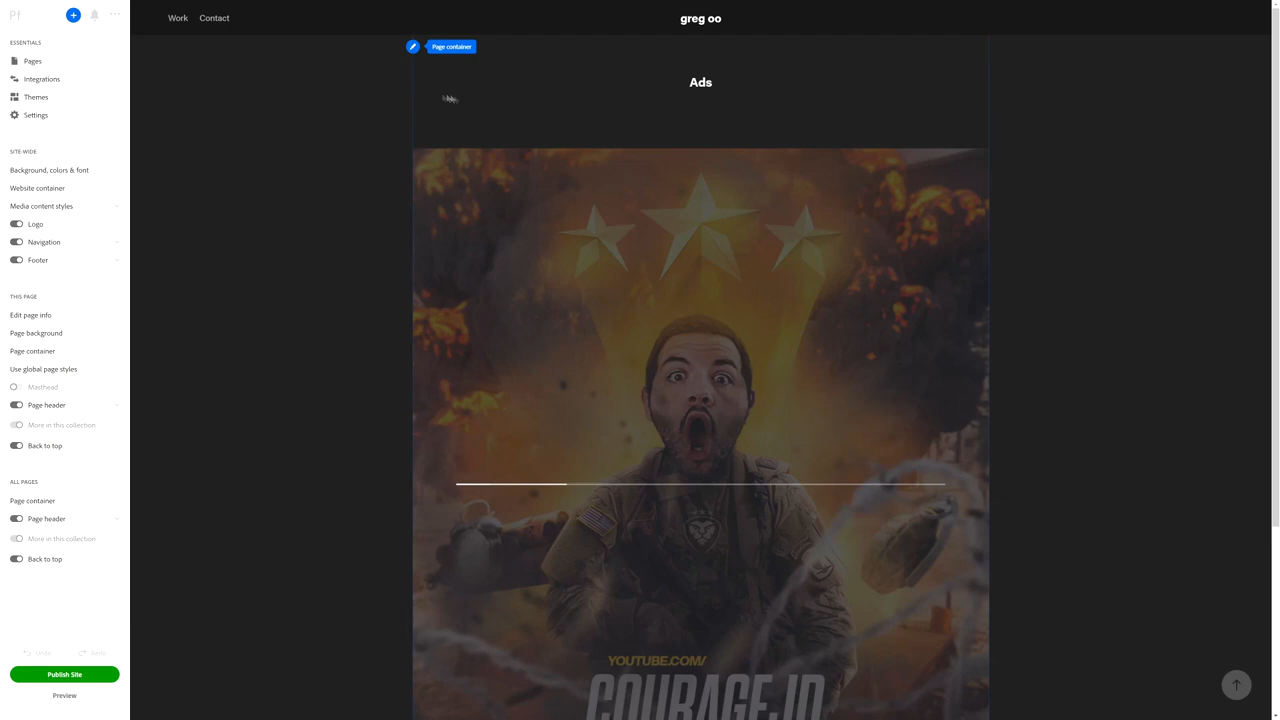 Pf
ESSENTIALS
Pages
Integrations
Themes
Settings
SITE-WIDE
Background, colors & font
Website container
Media content styles
Logo
Navigation
Footer
THIS PAGE
Edit page info
Page background
Page container
Use global page styles
Masthead
Page header
More in this collection
Back to top
ALL PAGES
Page container
Page header
More in this collection
Back to top
Undo
Redo
Publish Site
Preview
Work
Contact
greg oo
Page container
Ads
YOUTUBE.COM/
COURAGEJD